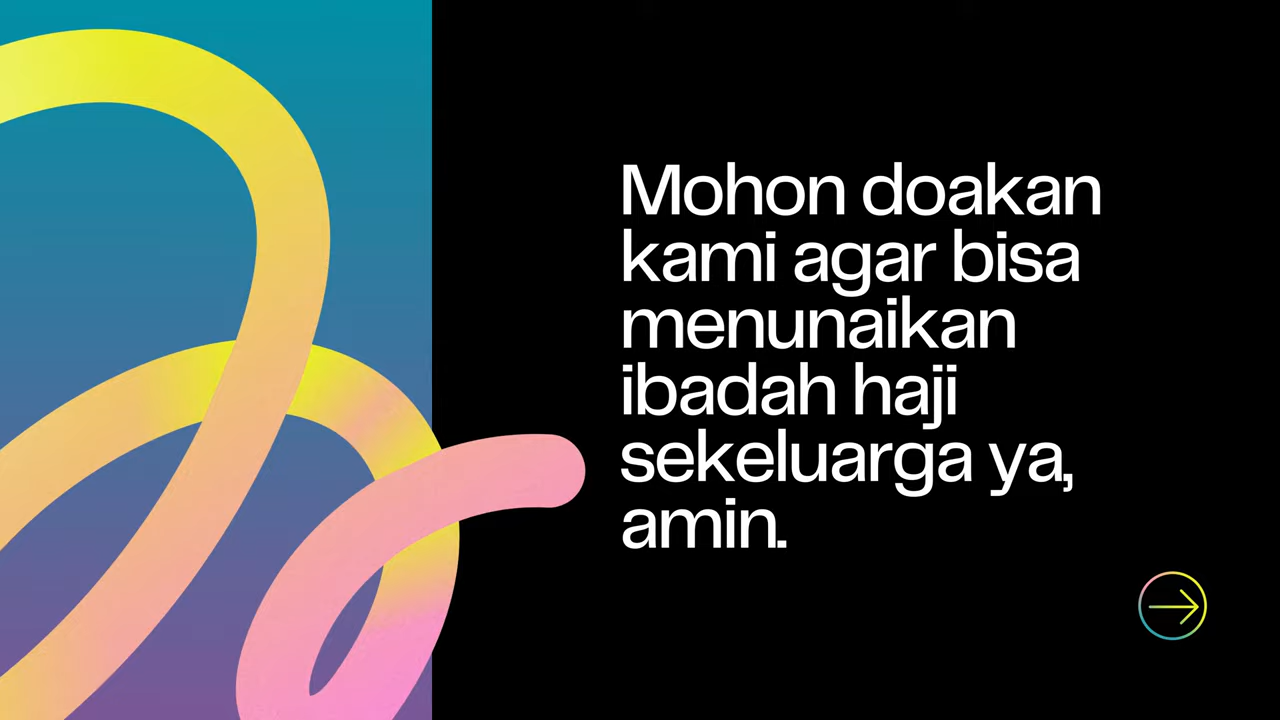 Mohon doakan
kami agar bisa
menunaikan
ibadah haji
sekeluarga ya,
amin.